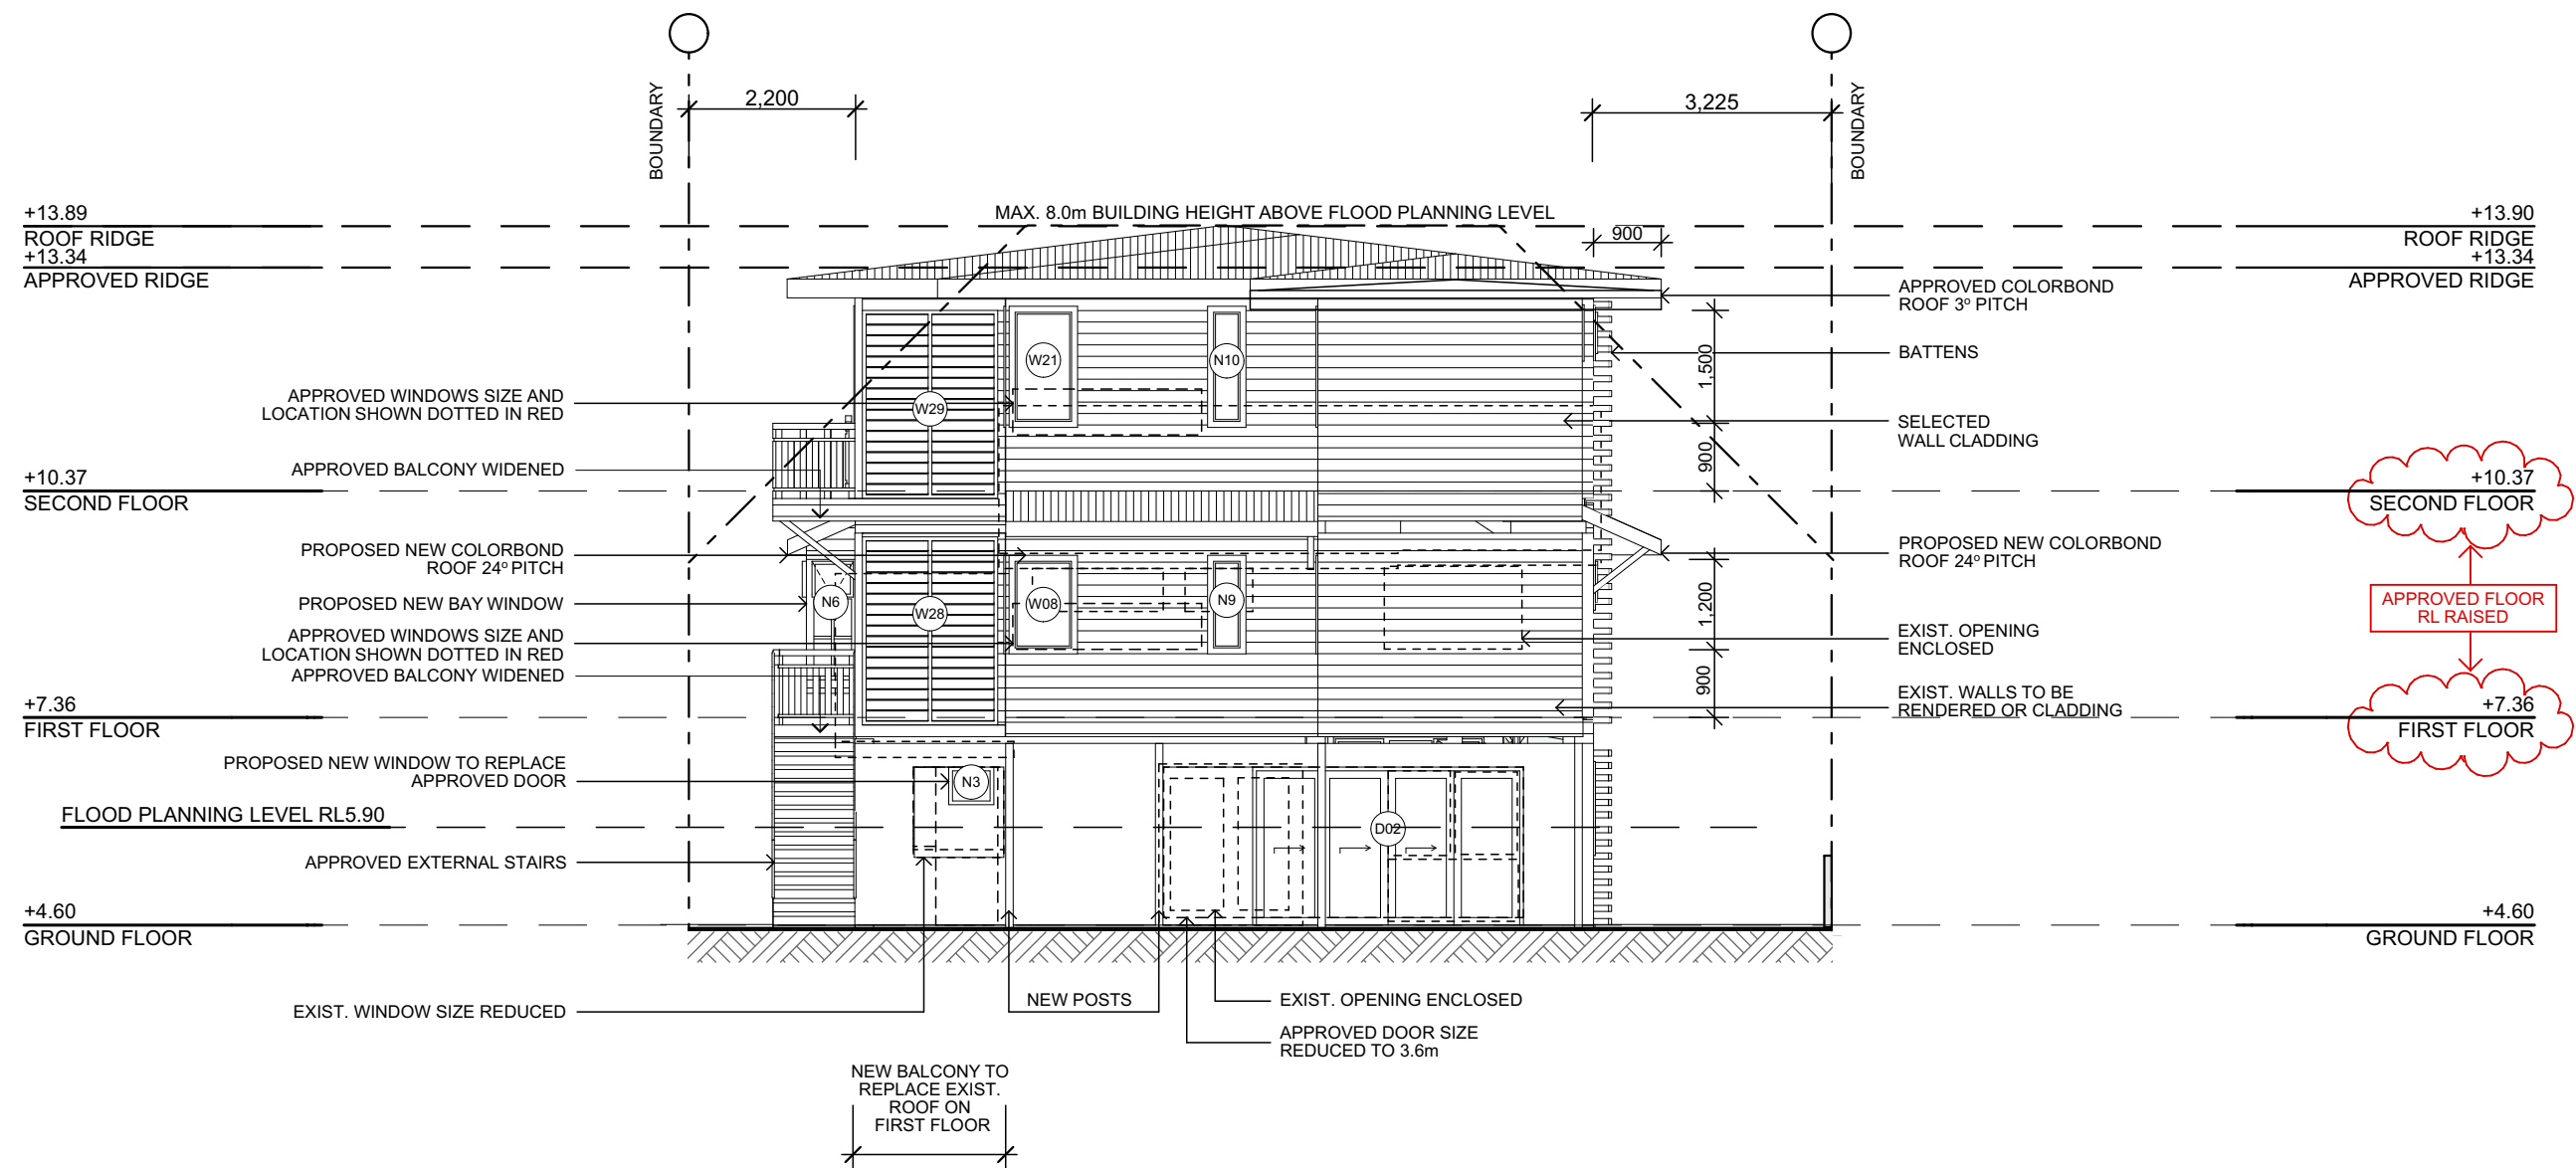 BOUNDARY
2,200
3,225
BOUNDARY
+13.89
ROOF RIDGE
+13.34
APPROVED RIDGE
MAX. 8.0m BUILDING HEIGHT ABOVE FLOOD PLANNING LEVEL
900
+13.90
ROOF RIDGE
+13.34
APPROVED RIDGE
APPROVED COLORBOND
ROOF 3º PITCH
BATTENS
1,500
W21
N10
W29
APPROVED WINDOWS SIZE AND
LOCATION SHOWN DOTTED IN RED
SELECTED
WALL CLADDING
900
APPROVED BALCONY WIDENED
+10.37
SECOND FLOOR
+10.37
SECOND FLOOR
PROPOSED NEW COLORBOND
ROOF 24º PITCH
PROPOSED NEW COLORBOND
ROOF 24º PITCH
PROPOSED NEW BAY WINDOW
N6
W28
W08
N9
1,200
APPROVED FLOOR
RL RAISED
APPROVED WINDOWS SIZE AND
LOCATION SHOWN DOTTED IN RED
EXIST. OPENING
ENCLOSED
APPROVED BALCONY WIDENED
900
EXIST. WALLS TO BE
RENDERED OR CLADDING
+7.36
FIRST FLOOR
+7.36
FIRST FLOOR
PROPOSED NEW WINDOW TO REPLACE
APPROVED DOOR
N3
FLOOD PLANNING LEVEL RL5.90
D02
APPROVED EXTERNAL STAIRS
+4.60
GROUND FLOOR
+4.60
GROUND FLOOR
EXIST. WINDOW SIZE REDUCED
NEW POSTS
EXIST. OPENING ENCLOSED
APPROVED DOOR SIZE
REDUCED TO 3.6m
NEW BALCONY TO
REPLACE EXIST.
ROOF ON
FIRST FLOOR